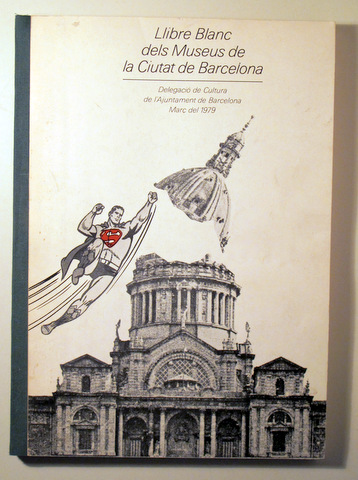 Llibre Blanc
dels Museus de
la Ciutat de Barcelona
Delegació de Cultura
de l'Ajuntament de Barcelona
Març del 1979
S